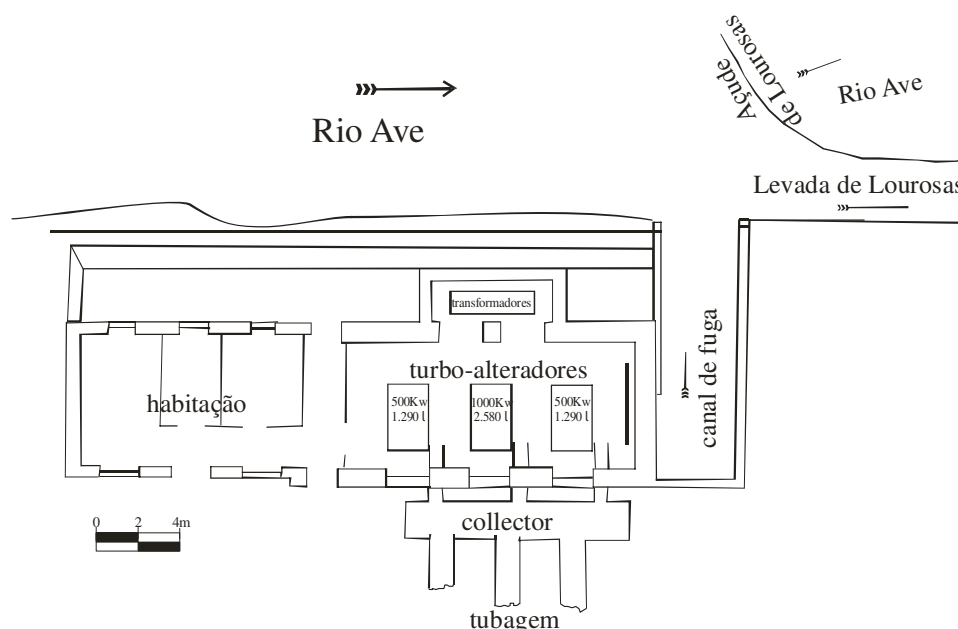 Açude
de Lourosas
Rio Ave
Rio Ave
Levada de Lourosas
transformadores
turbo-alteradores
habitação
500Kw
1.290 l
1000Kw
2.580 l
500Kw
1.290 l
canal de fuga
collector
0 2 4m
tubagem